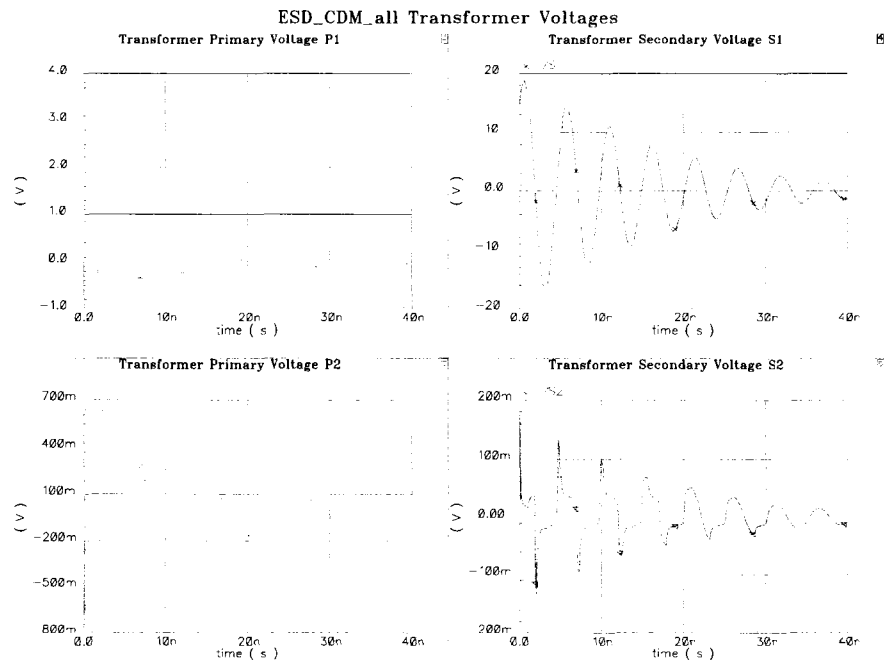 ESD_CDM_all Transformer Voltages
Transformer Primary Voltage P1
4.0
3.0
2.0
1.0
0.0
-1.0
( V )
0.0 10n 20n 30n 40n
time ( s )
Transformer Secondary Voltage S1
20
10
0.0
-10
-20
( V )
0.0 10n 20n 30n 40n
time ( s )
Transformer Primary Voltage P2
700m
400m
100m
-200m
-500m
800m
( V )
0.0 10n 20n 30n 40n
time ( s )
Transformer Secondary Voltage S2
200m
100m
0.00
-100m
200m
( V )
0.0 10n 20n 30n 40n
time ( s )